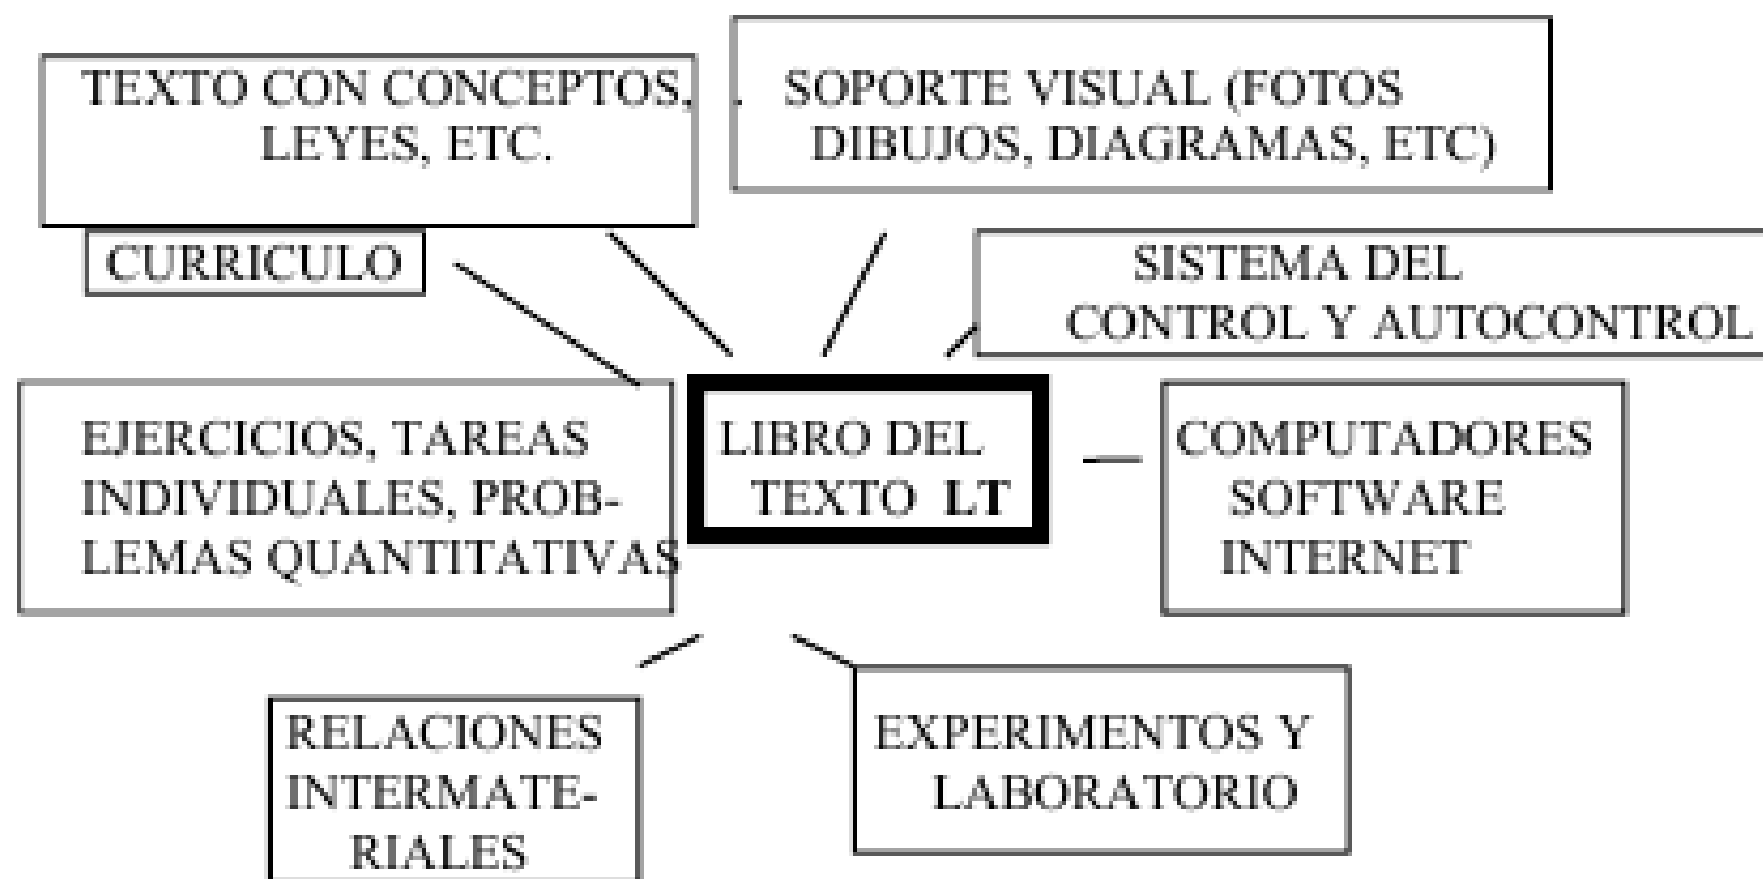 TEXTO CON CONCEPTOS,
LEYES, ETC.
SOPORTE VISUAL (FOTOS
DIBUJOS, DIAGRAMAS, ETC)
CURRICULO
SISTEMA DEL
CONTROL Y AUTOCONTROL
EJERCICIOS, TAREAS
INDIVIDUALES, PROB-
LEMAS QUANTITATIVAS
LIBRO DEL
TEXTO LT
COMPUTADORES
SOFTWARE
INTERNET
RELACIONES
INTERMATE-
RIALES
EXPERIMENTOS Y
LABORATORIO